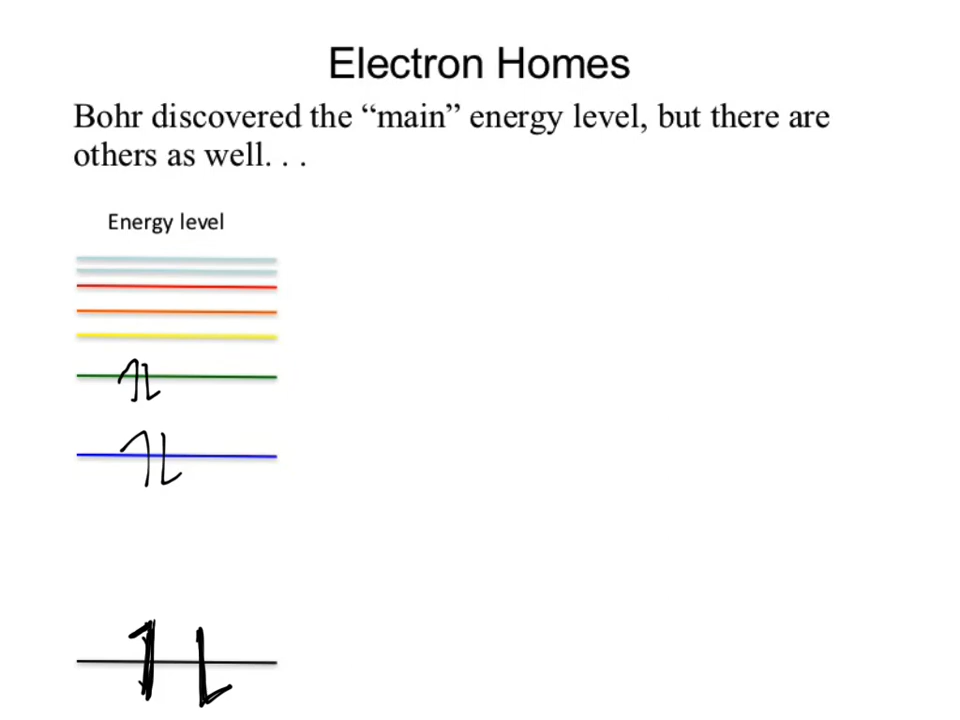 Electron Homes
Bohr discovered the “main” energy level, but there are
others as well. . .
Energy level